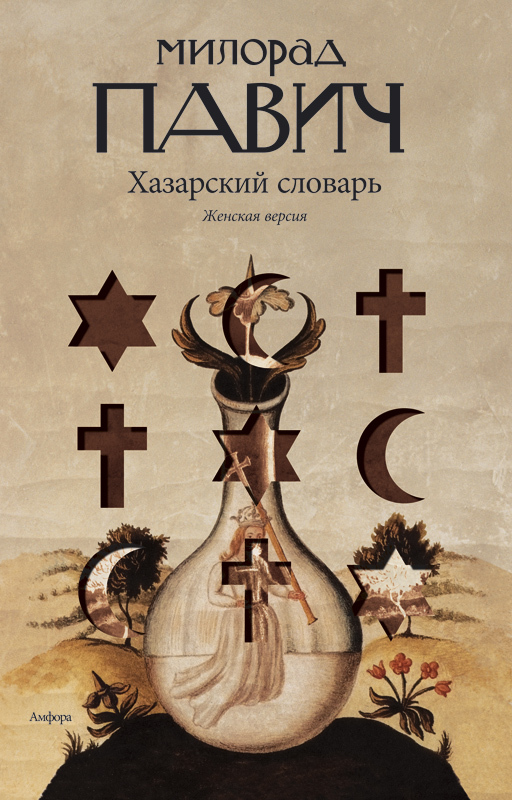 МИЛОРАД
ПАВИЧ
Хазарский словарь
Женская версия
Амфора